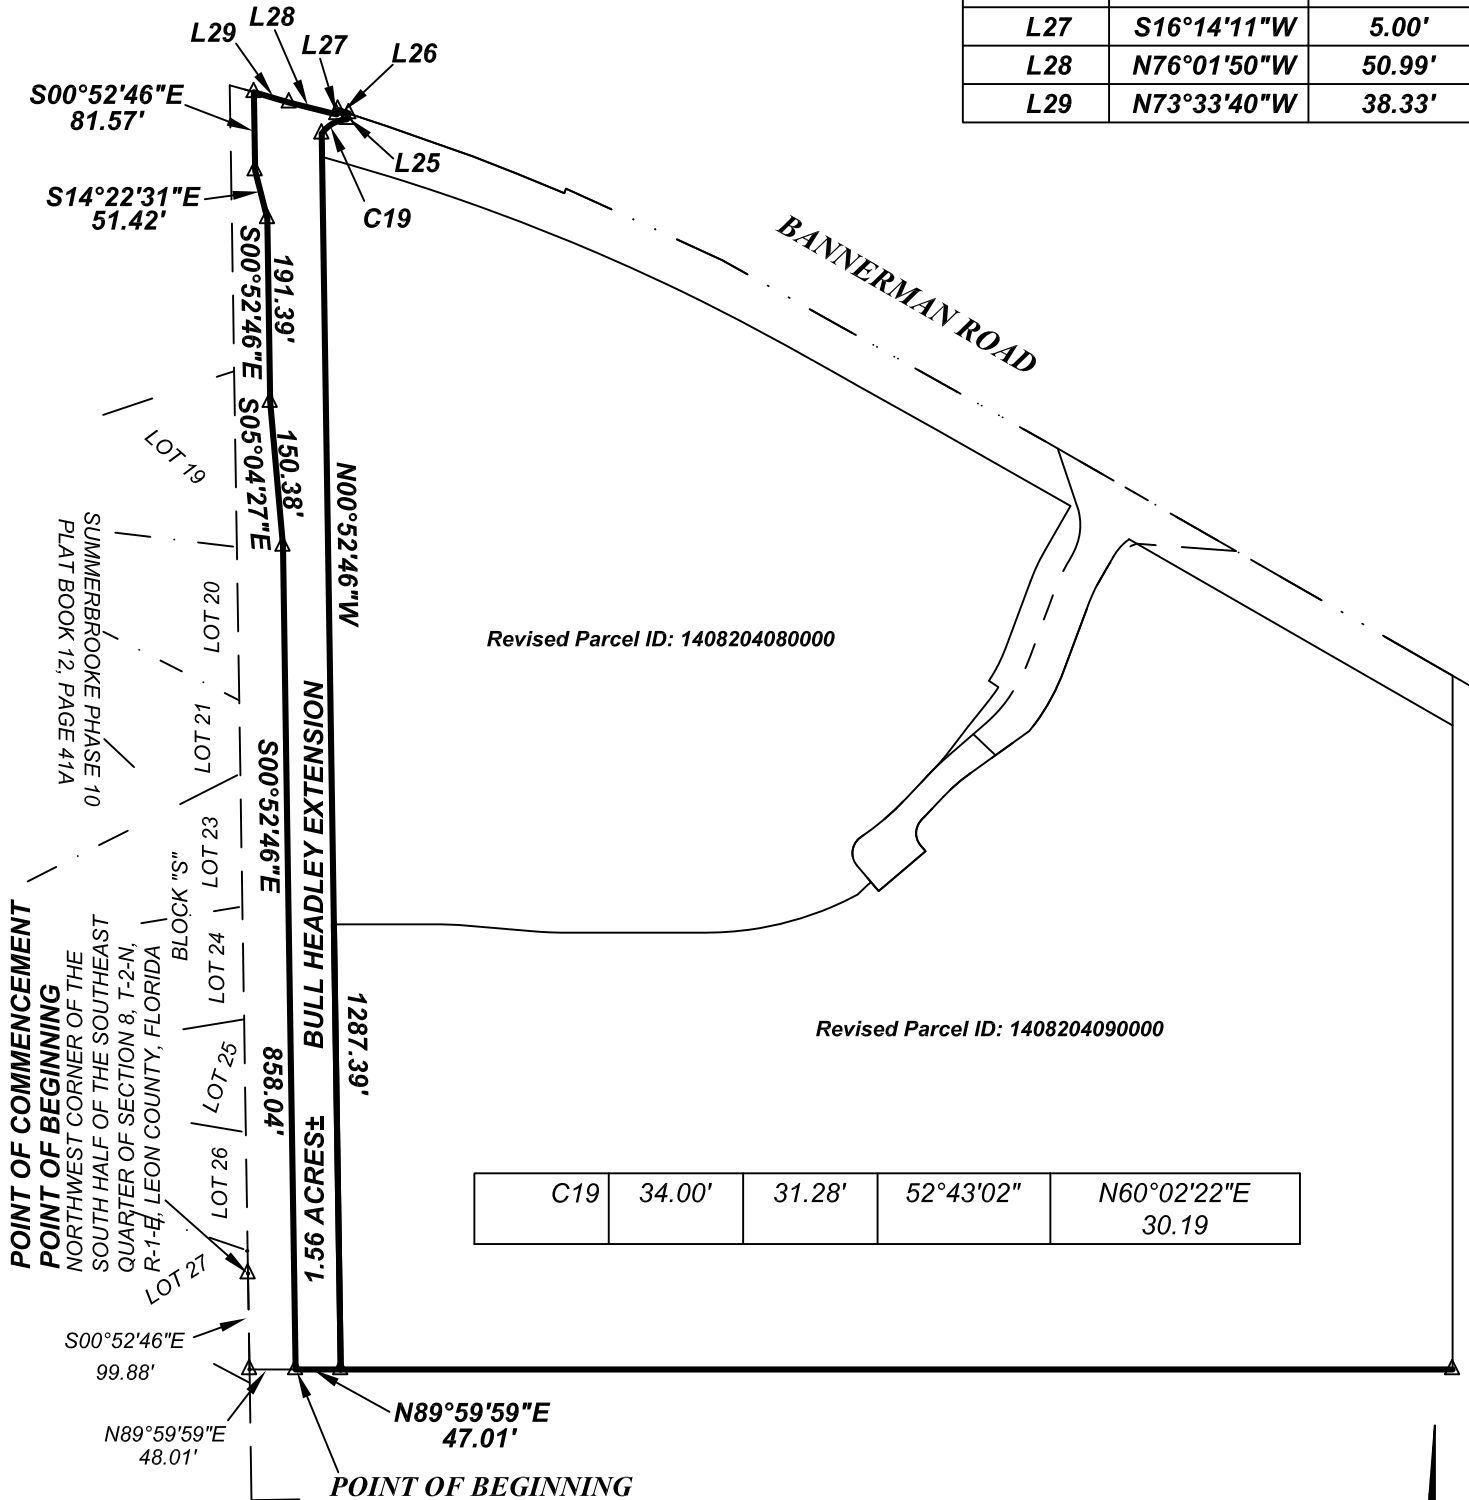 L27 S16°14'11"W 5.00'
L28 N76°01'50"W 50.99'
L29 N73°33'40"W 38.33'
L28
L29
L27
L26
S00°52'46"E
81.57'
L25
S14°22'31"E
51.42'
C19
BANNERMAN ROAD
S00°52'46"E
191.39'
S05°04'27"E
150.38'
LOT 19
N00°52'46"W
SUMMERBROOKE PHASE 10
PLAT BOOK 12, PAGE 41A
LOT 20
Revised Parcel ID: 1408204080000
LOT 21
S00°52'46"E
BULL HEADLEY EXTENSION
LOT 23
BLOCK "S"
LOT 24
POINT OF COMMENCEMENT
POINT OF BEGINNING
NORTHWEST CORNER OF THE
SOUTH HALF OF THE SOUTHEAST
QUARTER OF SECTION 8, T-2-N,
R-1-E, LEON COUNTY, FLORIDA
1287.39'
Revised Parcel ID: 1408204090000
858.04'
LOT 25
1.56 ACRES±
LOT 26
C19 34.00' 31.28' 52°43'02" N60°02'22"E
30.19
LOT 27
S00°52'46"E
99.88'
N89°59'59"E
48.01'
N89°59'59"E
47.01'
POINT OF BEGINNING